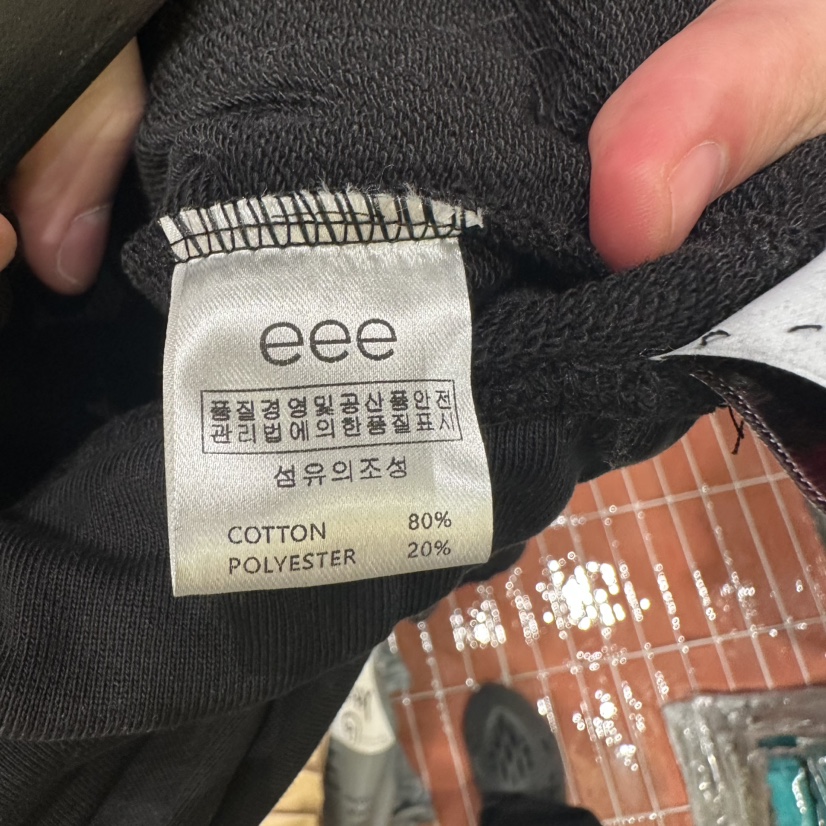 eee
품질경영및공산품안전
관리법에의한품질표시
섬유의조성
COTTON 80%
POLYESTER 20%